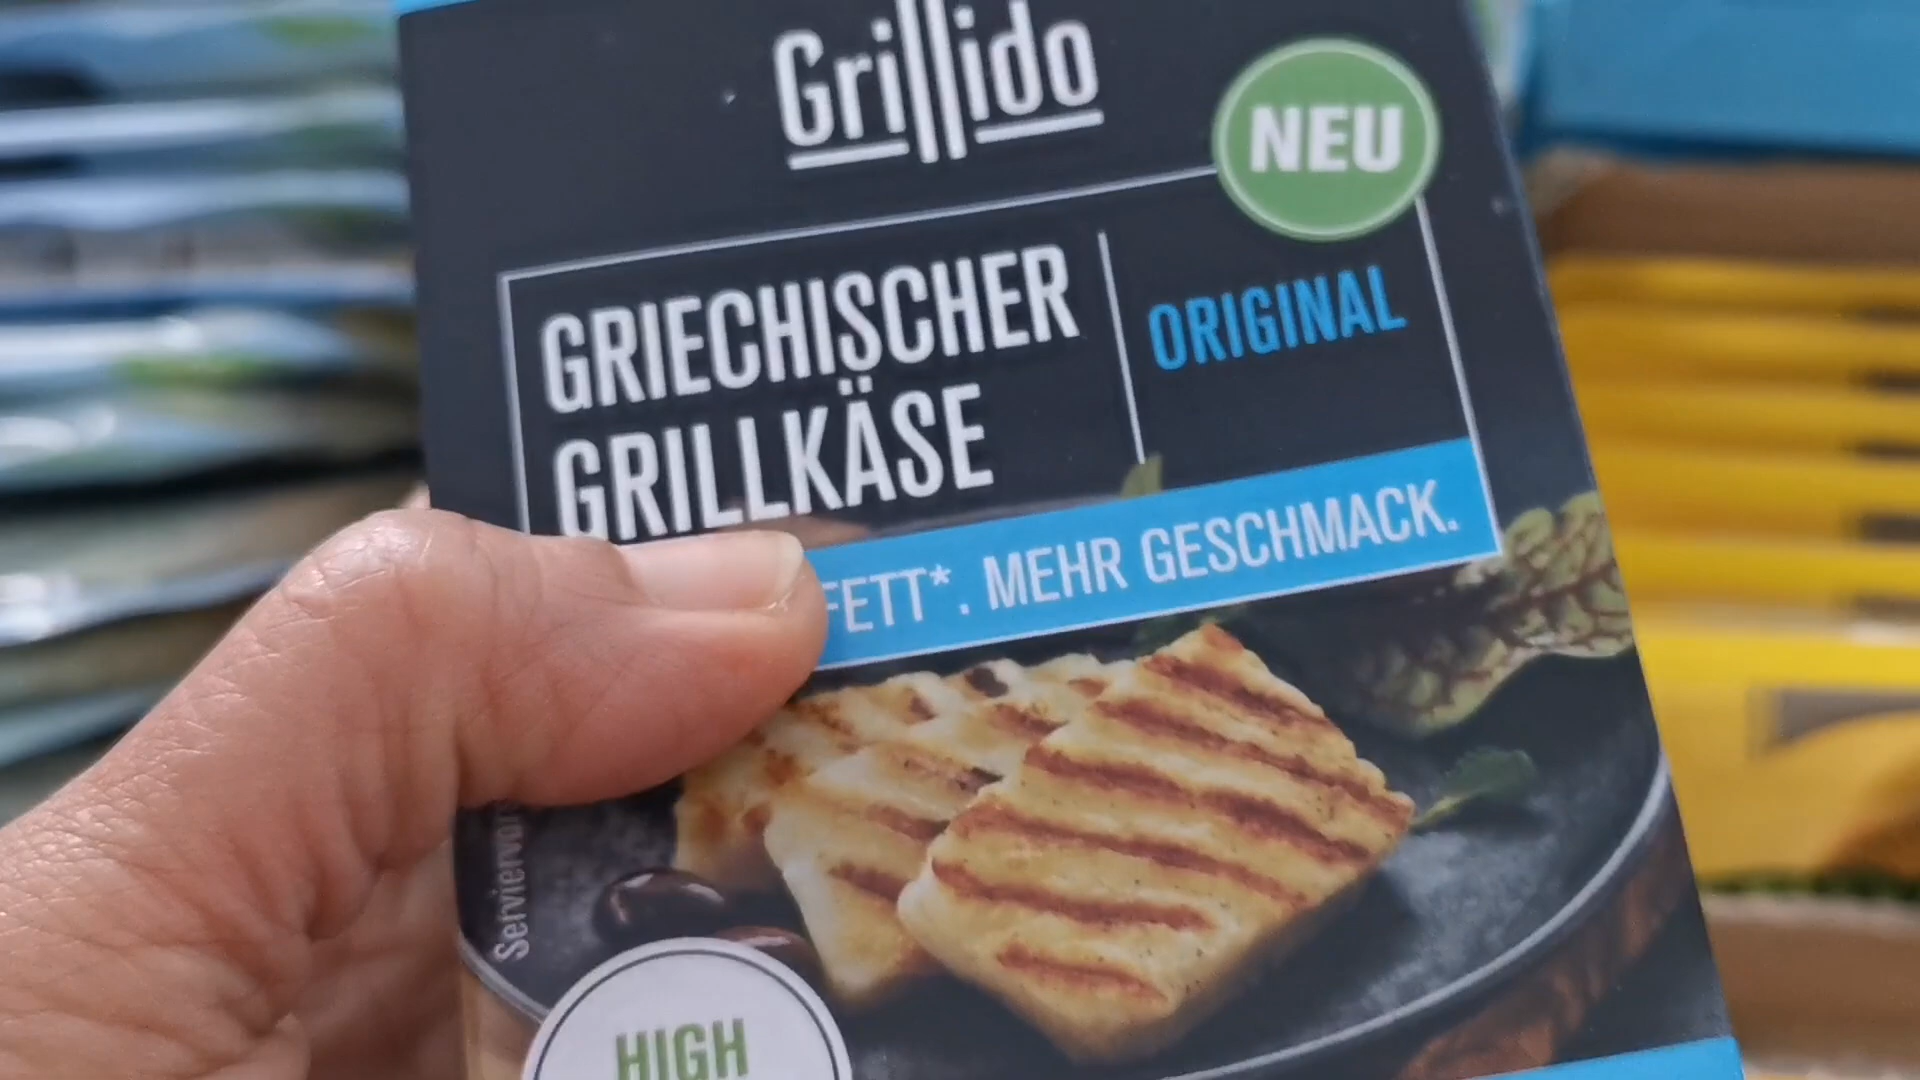 Grillido
NEU
GRIECHISCHER
GRILLKÄSE
ORIGINAL
FETT*. MEHR GESCHMACK.
HIGH